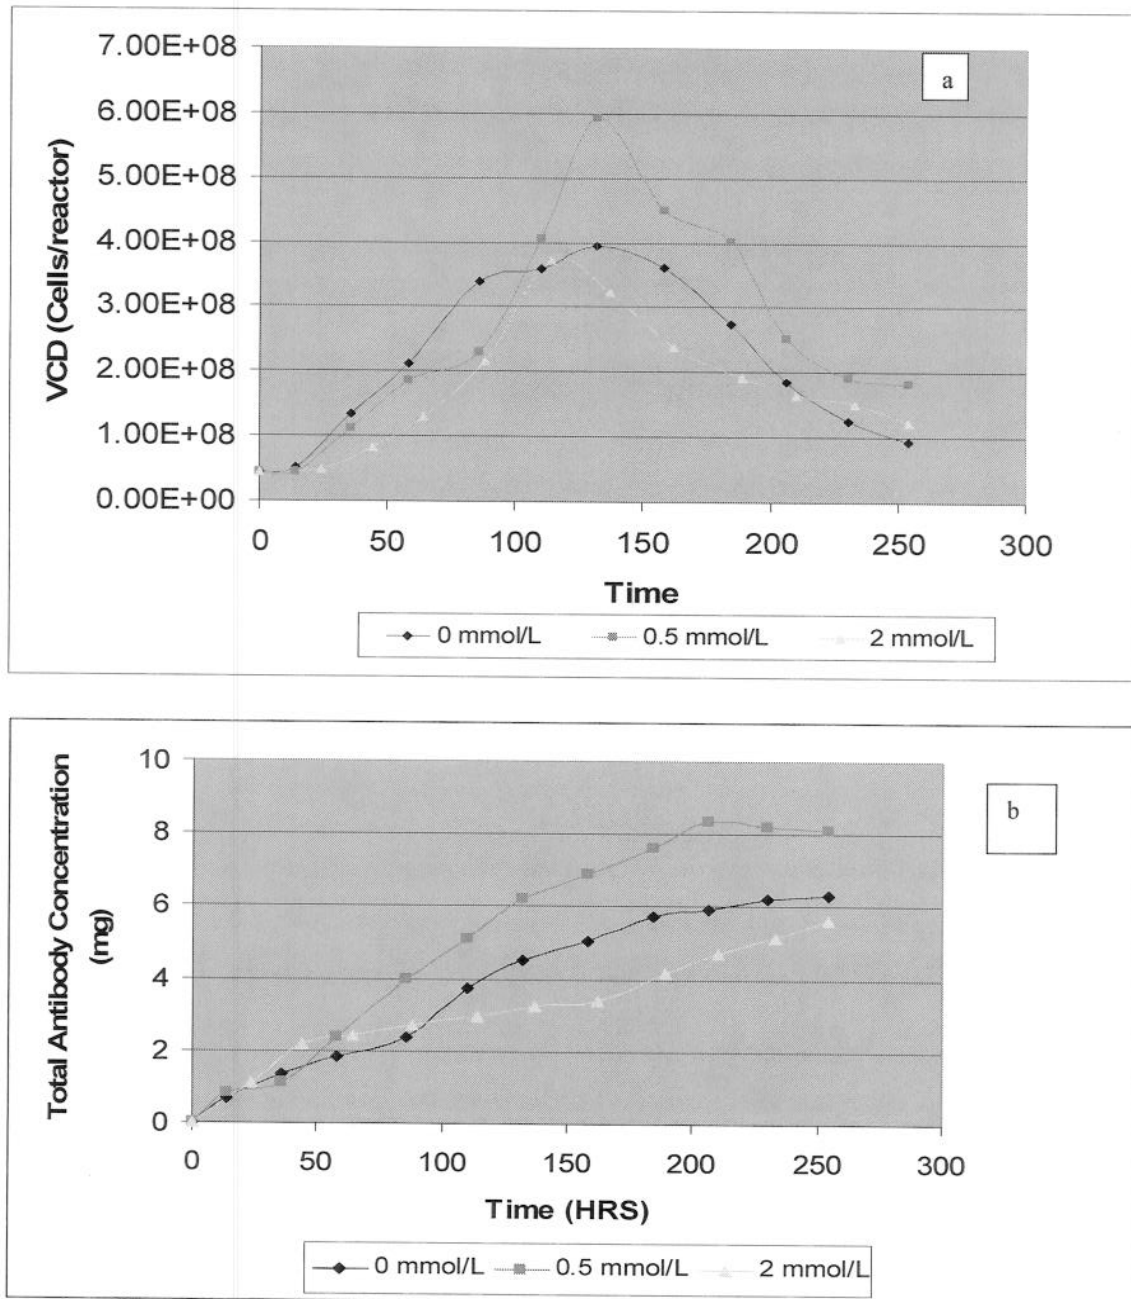 a
7.00E+08
6.00E+08
5.00E+08
4.00E+08
3.00E+08
2.00E+08
1.00E+08
0.00E+00
VCD (Cells/reactor)
0 50 100 150 200 250 300
Time
0 mmol/L 0.5 mmol/L 2 mmol/L
b
10
8
6
4
2
0
Total Antibody Concentration
(mg)
0 50 100 150 200 250 300
Time (HRS)
0 mmol/L 0.5 mmol/L 2 mmol/L